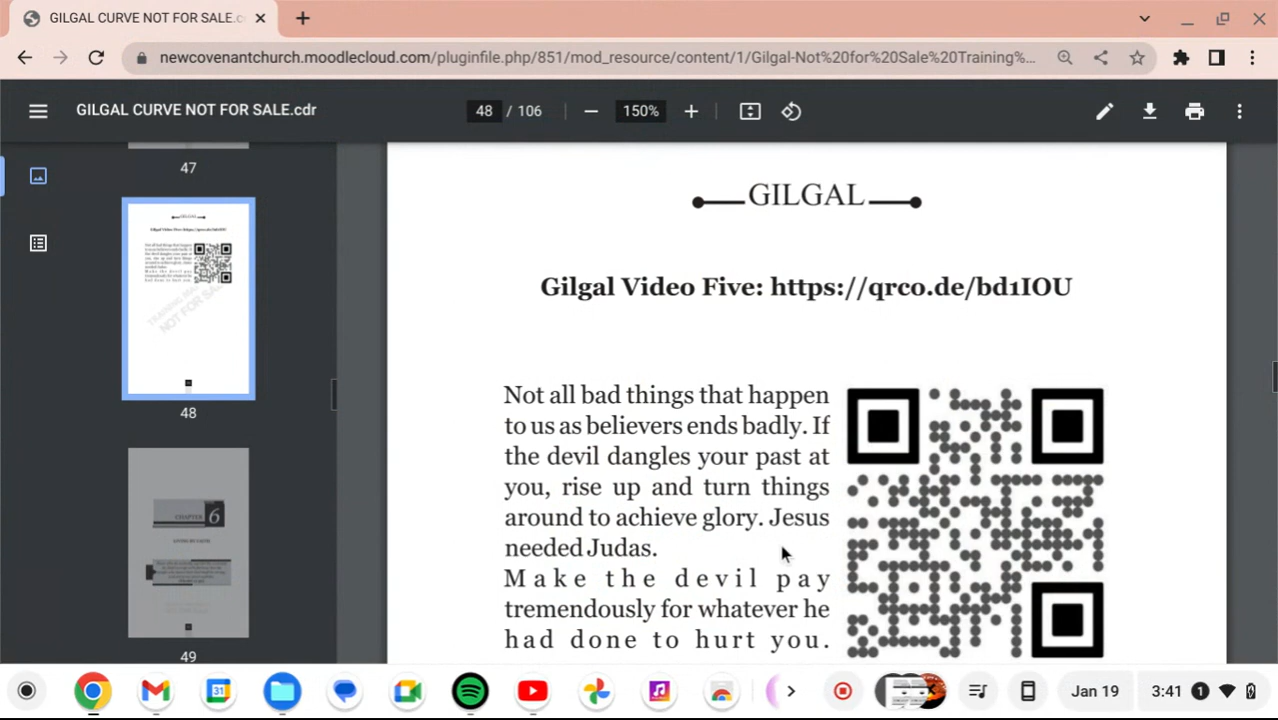 GILGAL CURVE NOT FOR SALE.c
newcovenantchurch.moodlecloud.com/pluginfile.php/851/mod_resource/content/1/Gilgal-Not%20for%20Sale%20Training%...
GILGAL CURVE NOT FOR SALE.cdr
48 / 106
150%
47
48
CHAPTER 6
49
GILGAL
Gilgal Video Five: https://qrco.de/bd1IOU
Not all bad things that happen
to us as believers ends badly. If
the devil dangles your past at
you, rise up and turn things
around to achieve glory. Jesus
needed Judas.
Make the devil pay
tremendously for whatever he
had done to hurt you.
31
Jan 19
3:41
1